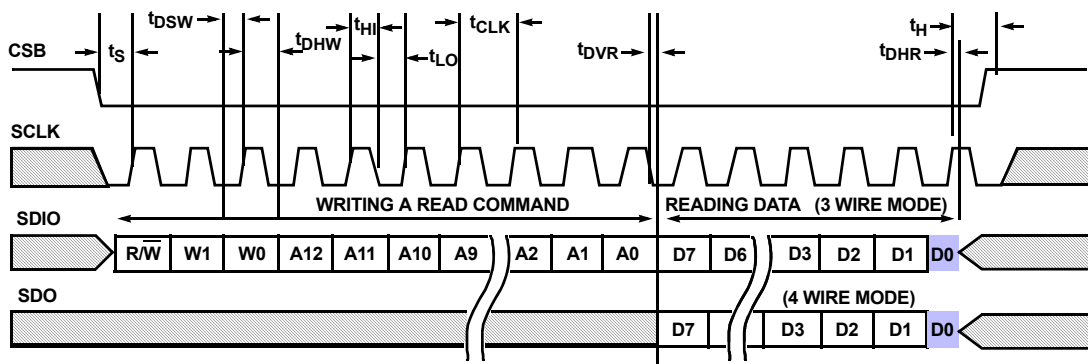 tDSW tHI tCLK tH
CSB tS tDHW tLO tDVR tDHR
SCLK
WRITING A READ COMMAND READING DATA (3 WIRE MODE)
SDIO R/W̅ W1 W0 A12 A11 A10 A9 A2 A1 A0 D7 D6 D3 D2 D1 D0
SDO (4 WIRE MODE)
D7 D3 D2 D1 D0